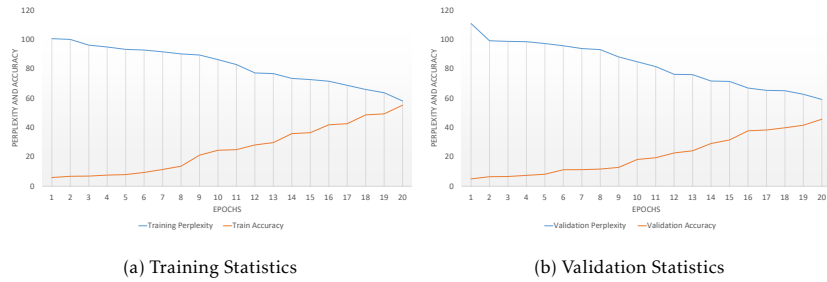 120
100
80
60
40
20
0
PERPLEXITY AND ACCURACY
1 2 3 4 5 6 7 8 9 10 11 12 13 14 15 16 17 18 19 20
EPOCHS
Training Perplexity Train Accuracy
(a) Training Statistics
120
100
80
60
40
20
0
PERPLEXITY AND ACCURACY
1 2 3 4 5 6 7 8 9 10 11 12 13 14 15 16 17 18 19 20
EPOCHS
Validation Perplexity Validation Accuracy
(b) Validation Statistics